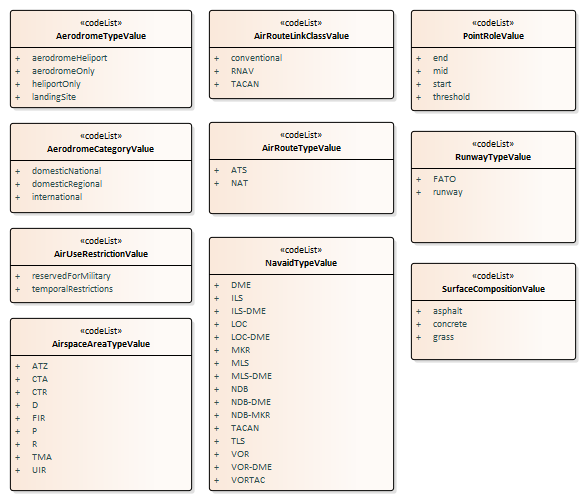 «codeList»
AerodromeTypeValue
+ aerodromeHeliport
+ aerodromeOnly
+ heliportOnly
+ landingSite
«codeList»
AerodromeCategoryValue
+ domesticNational
+ domesticRegional
+ international
«codeList»
AirUseRestrictionValue
+ reservedForMilitary
+ temporalRestrictions
«codeList»
AirspaceAreaTypeValue
+ ATZ
+ CTA
+ CTR
+ D
+ FIR
+ P
+ R
+ TMA
+ UIR
«codeList»
AirRouteLinkClassValue
+ conventional
+ RNAV
+ TACAN
«codeList»
AirRouteTypeValue
+ ATS
+ NAT
«codeList»
NavaidTypeValue
+ DME
+ ILS
+ ILS-DME
+ LOC
+ LOC-DME
+ MKR
+ MLS
+ MLS-DME
+ NDB
+ NDB-DME
+ NDB-MKR
+ TACAN
+ TLS
+ VOR
+ VOR-DME
+ VORTAC
«codeList»
PointRoleValue
+ end
+ mid
+ start
+ threshold
«codeList»
RunwayTypeValue
+ FATO
+ runway
«codeList»
SurfaceCompositionValue
+ asphalt
+ concrete
+ grass